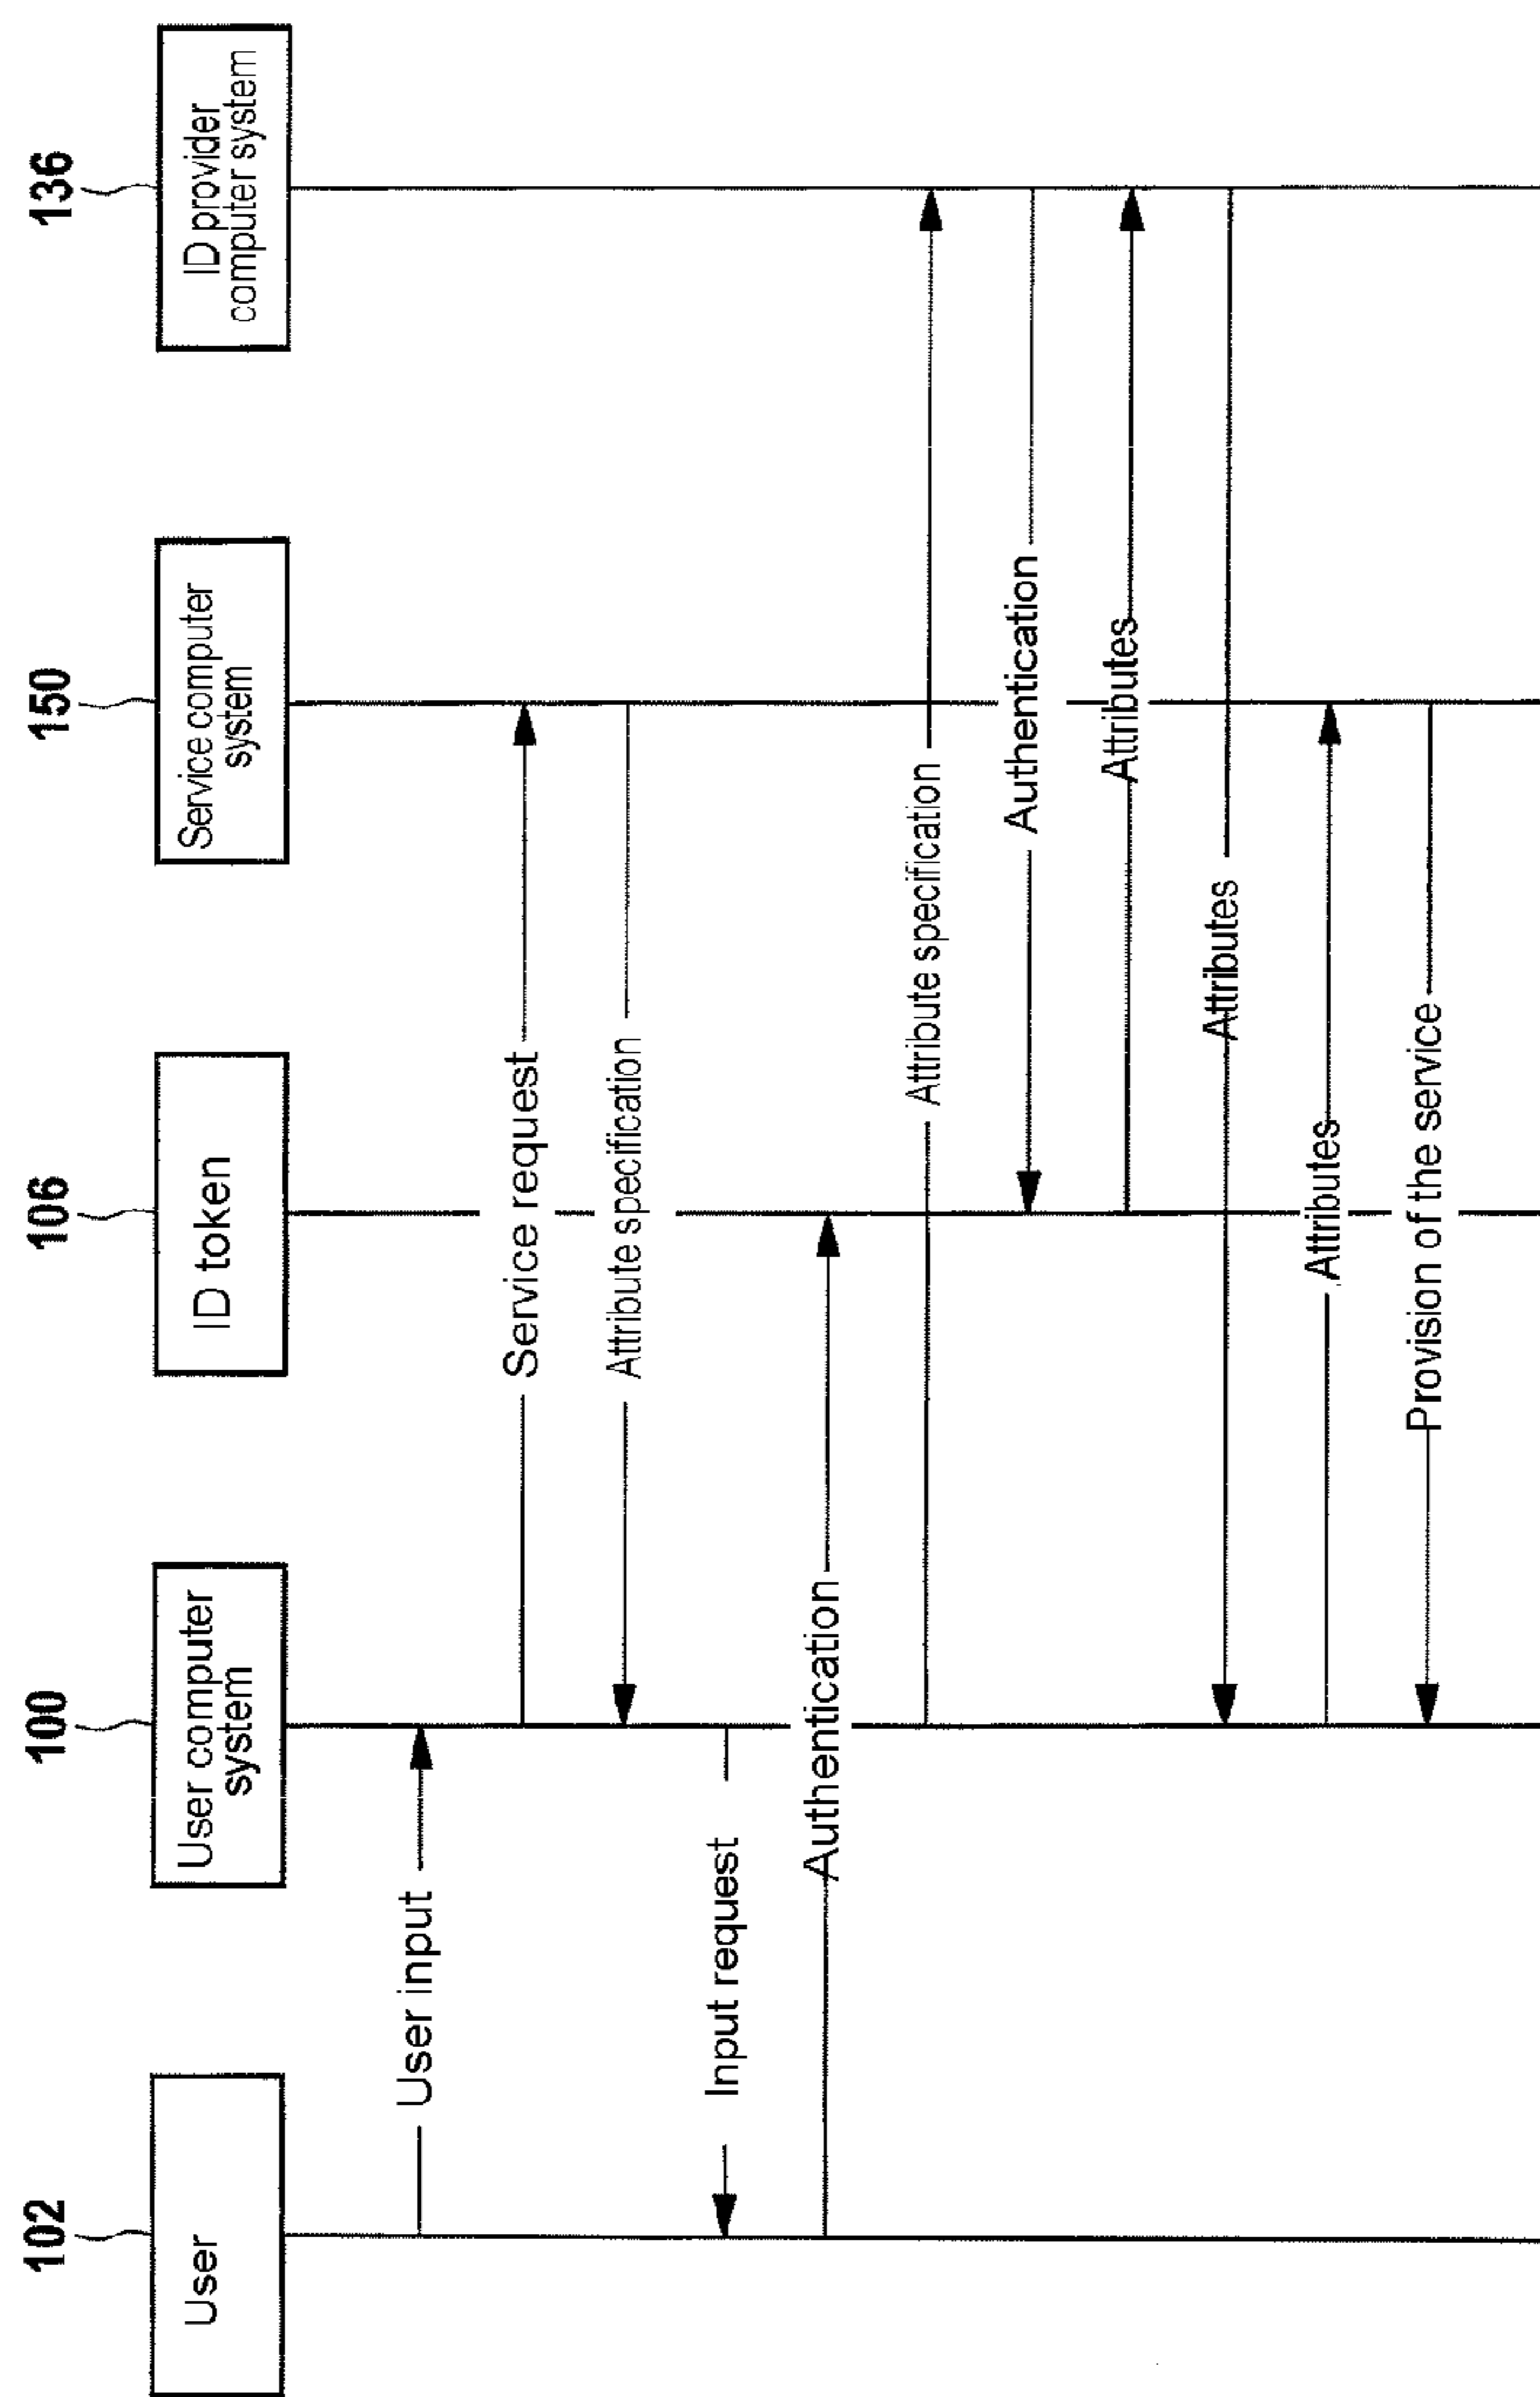 102
100
106
150
136
User
User computer
system
ID token
Service computer
system
ID provider
computer system
User input
Service request
Attribute specification
Input request
Authentication
Attribute specification
Authentication
Attributes
Attributes
Attributes
Provision of the service